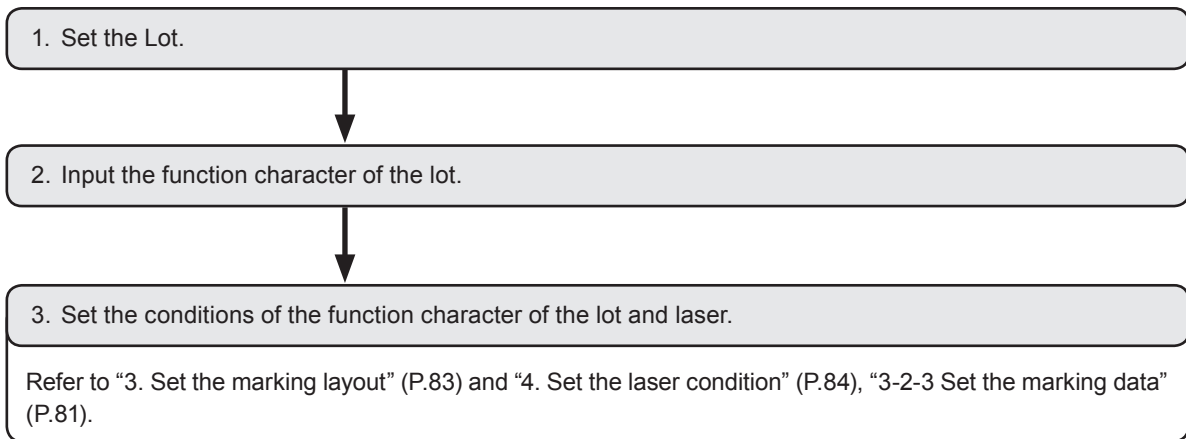 1. Set the Lot.
2. Input the function character of the lot.
3. Set the conditions of the function character of the lot and laser.
Refer to “3. Set the marking layout” (P.83) and “4. Set the laser condition” (P.84), “3-2-3 Set the marking data”
(P.81).